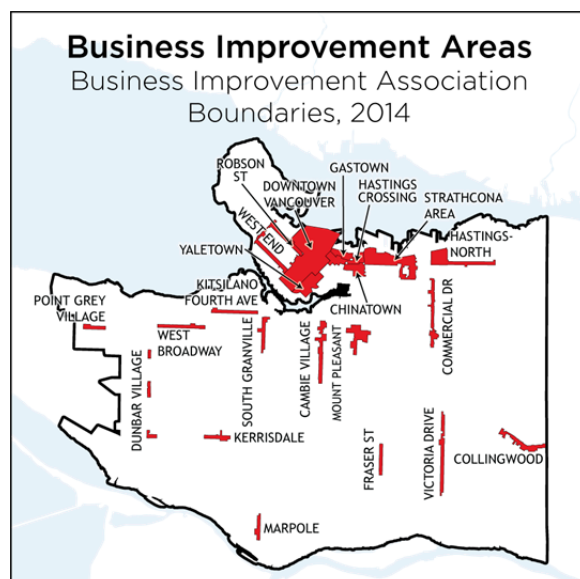 Business Improvement Areas
Business Improvement Association
Boundaries, 2014
ROBSON
ST
DOWNTOWN
VANCOUVER
GASTOWN
HASTINGS
CROSSING
STRATHCONA
AREA
WEST END
HASTINGS-
NORTH
YALETOWN
KITSILANO
FOURTH AVE
CHINATOWN
POINT GREY
VILLAGE
WEST
BROADWAY
DUNBAR VILLAGE
SOUTH GRANVILLE
CAMBIE VILLAGE
MOUNT PLEASANT
COMMERCIAL DR
KERRISDALE
FRASER ST
VICTORIA DRIVE
COLLINGWOOD
MARPOLE